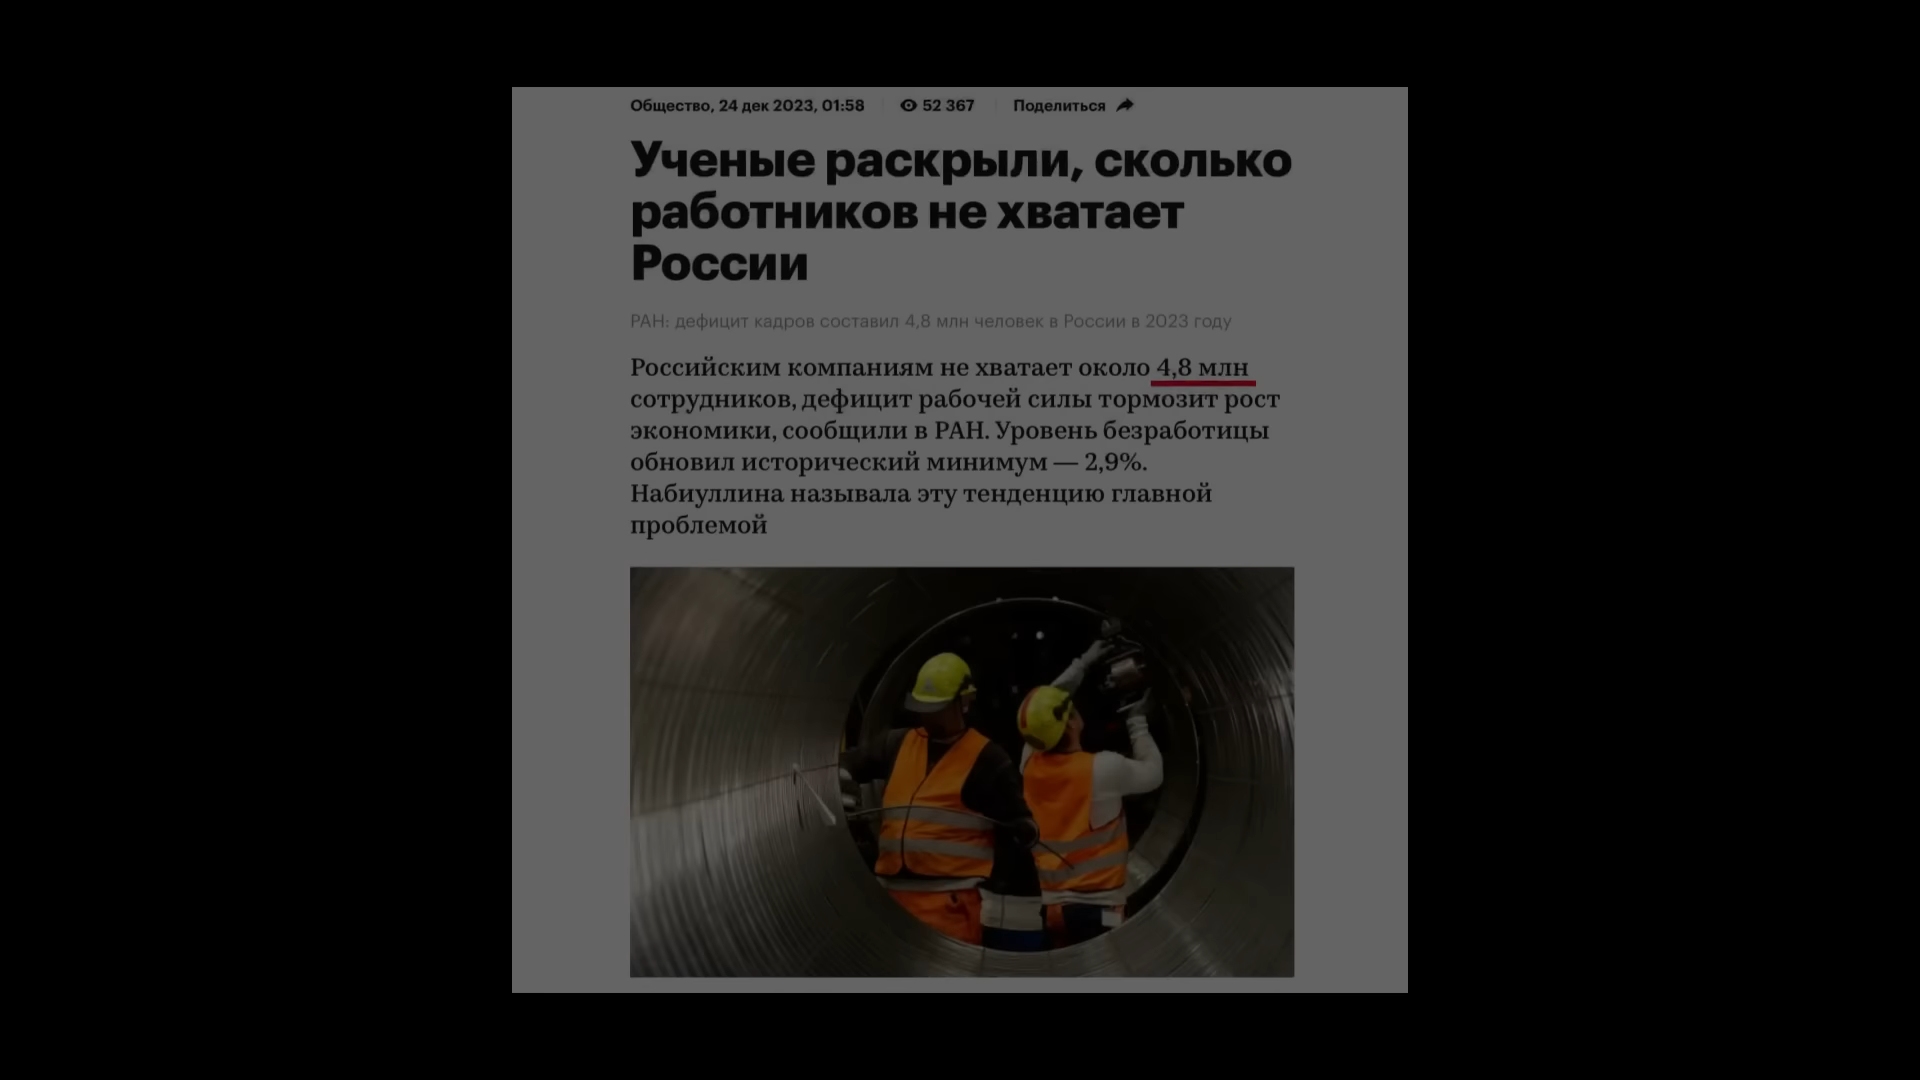 Общество, 24 дек 2023, 01:58 52 367 Поделиться
Ученые раскрыли, сколько
работников не хватает
России
РАН: дефицит кадров составил 4,8 млн человек в России в 2023 году
Российским компаниям не хватает около 4,8 млн
сотрудников, дефицит рабочей силы тормозит рост
экономики, сообщили в РАН. Уровень безработицы
обновил исторический минимум — 2,9%.
Набиуллина называла эту тенденцию главной
проблемой